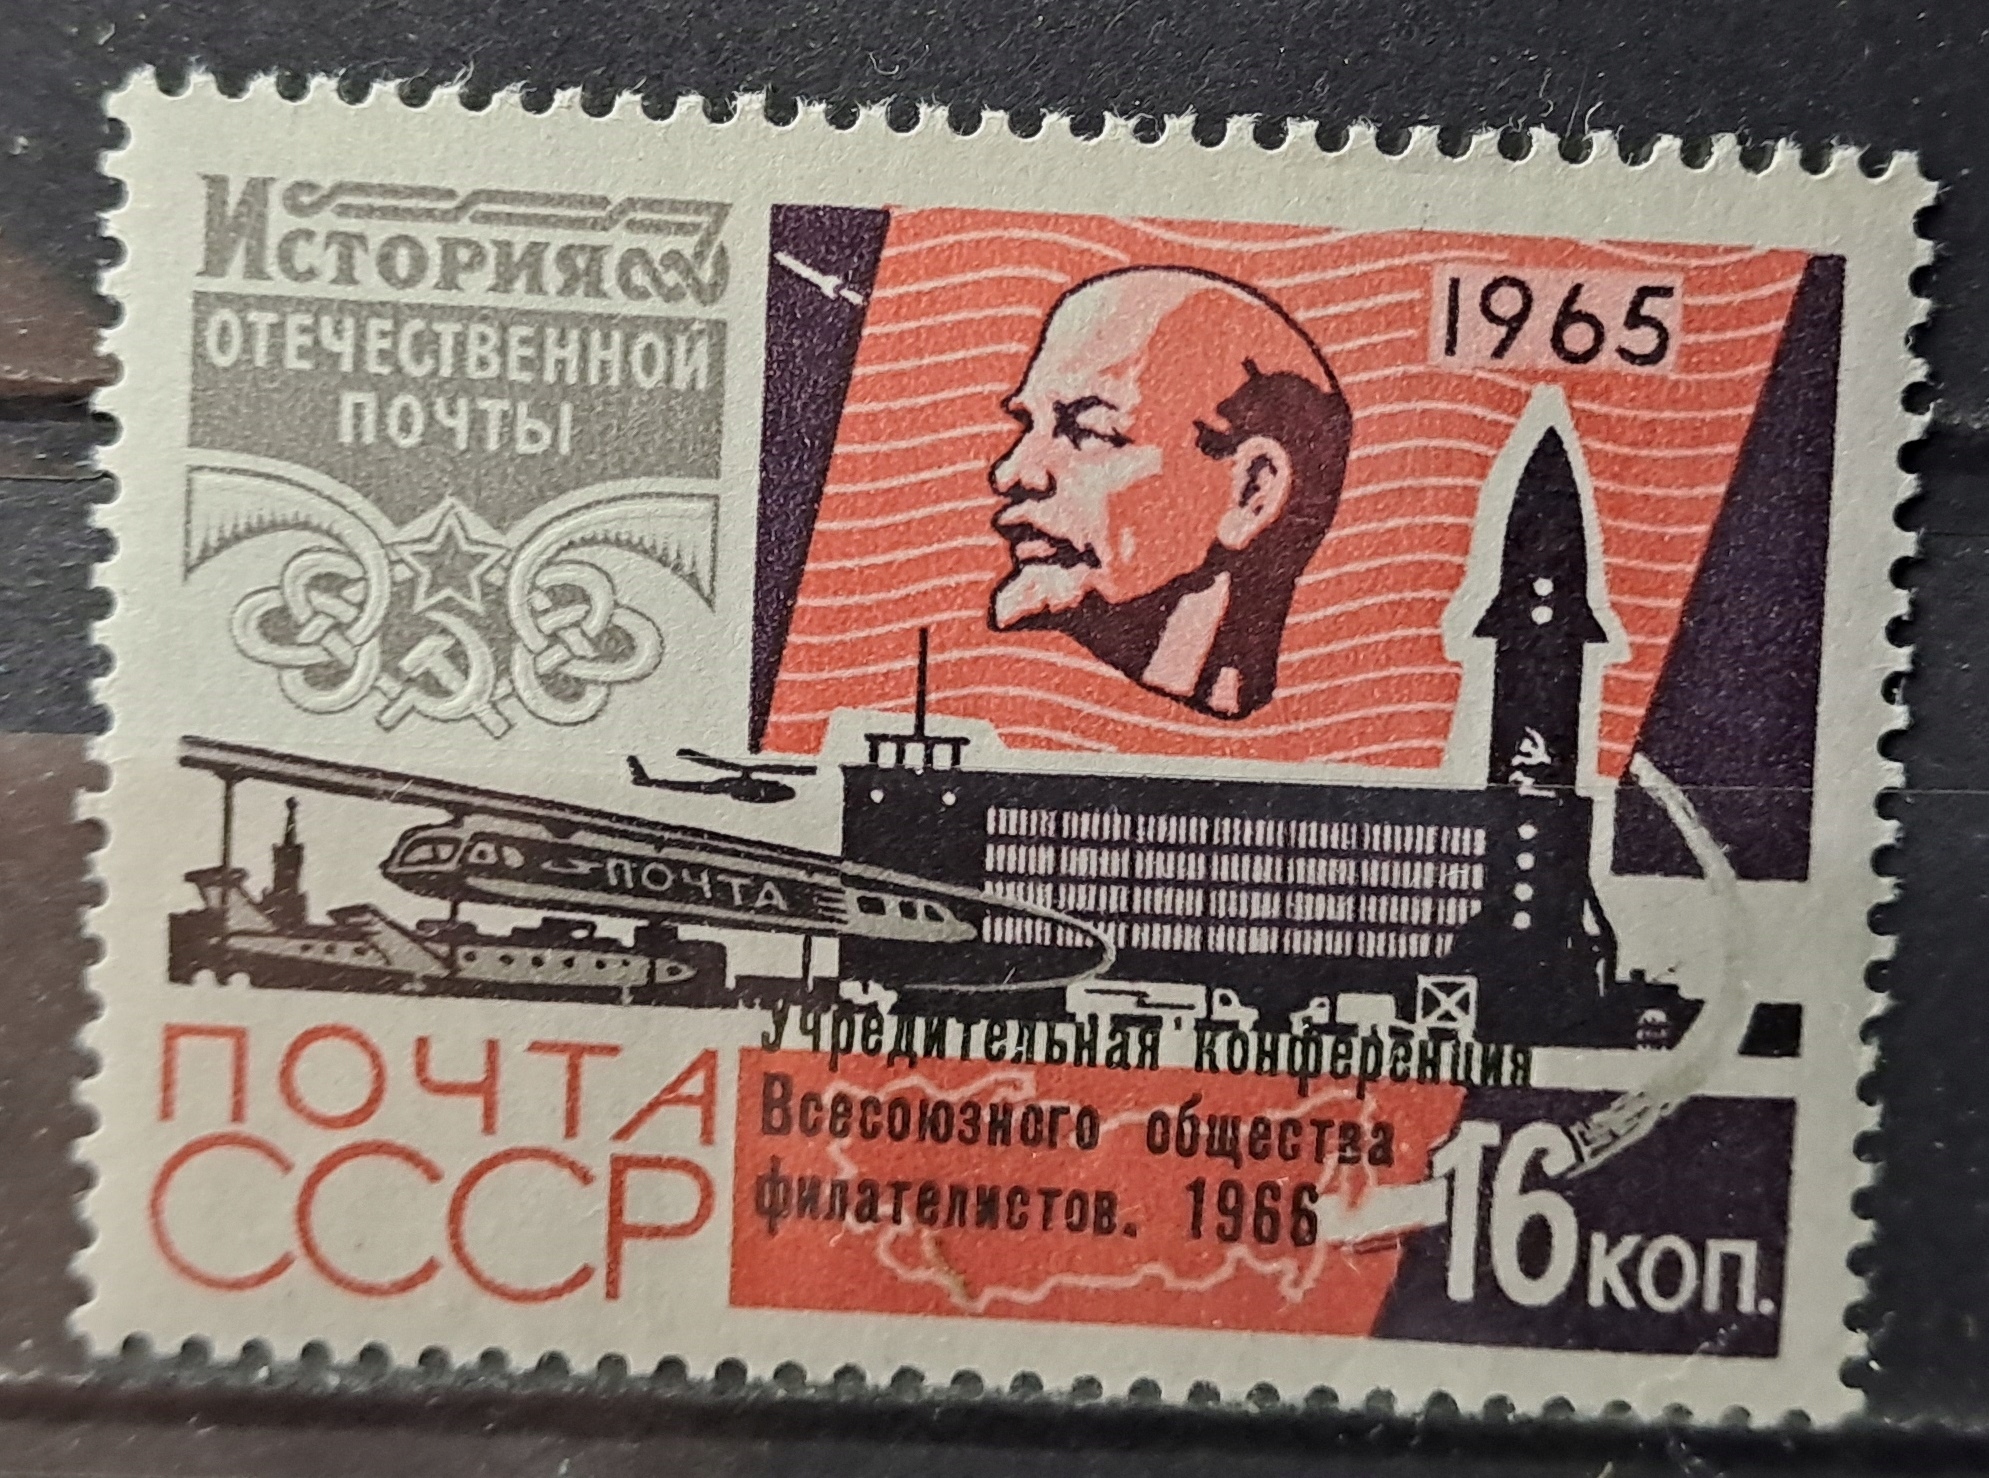 История
ОТЕЧЕСТВЕННОЙ
ПОЧТЫ
1965
ПОЧТА
ПОЧТА
СССР
Учредительная конференция
Всесоюзного общества
филателистов. 1966
16 коп.